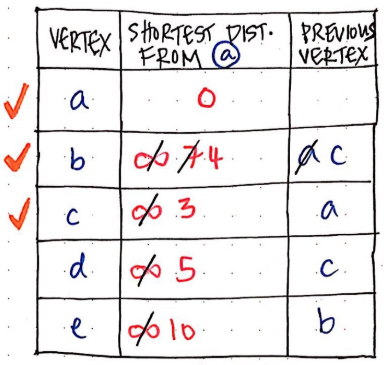 VERTEX SHORTEST DIST. FROM a PREVIOUS VERTEX
a 0
b ∞ 7 4 a c
c ∞ 3 a
d ∞ 5 c
e ∞ 10 b